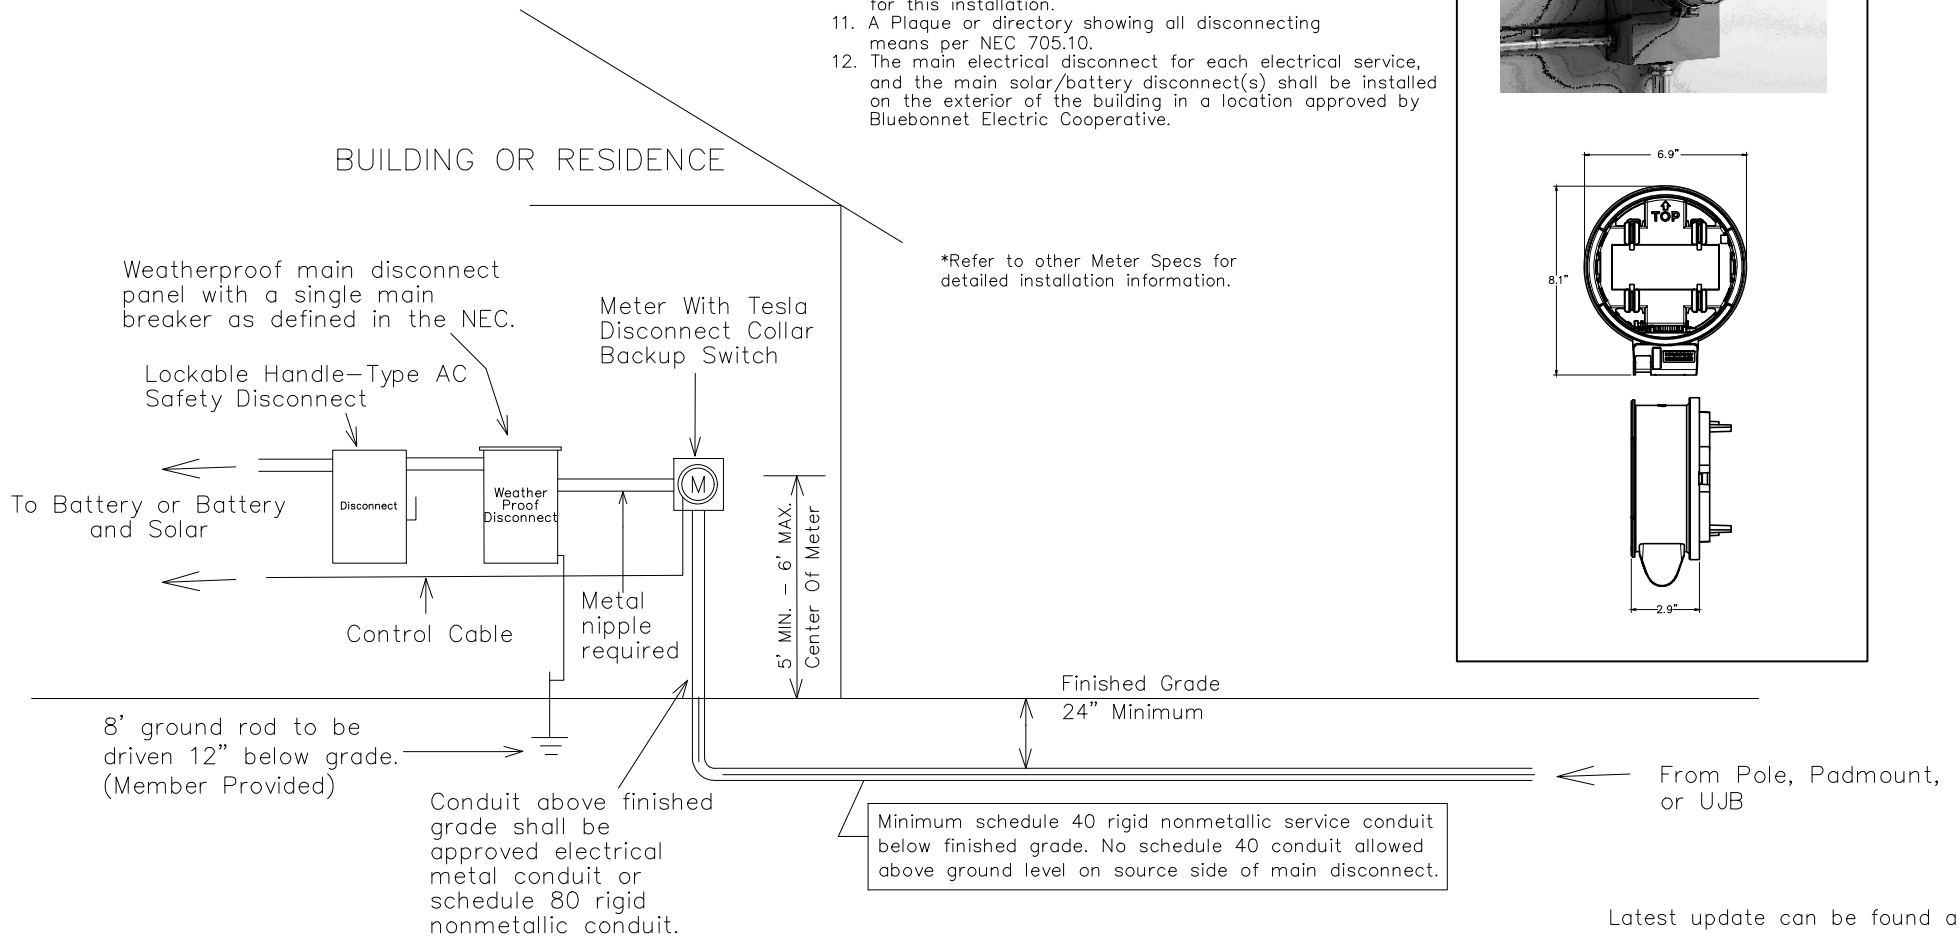 for this installation.
11. A Plaque or directory showing all disconnecting
means per NEC 705.10.
12. The main electrical disconnect for each electrical service,
and the main solar/battery disconnect(s) shall be installed
on the exterior of the building in a location approved by
Bluebonnet Electric Cooperative.
BUILDING OR RESIDENCE
*Refer to other Meter Specs for
detailed installation information.
Weatherproof main disconnect
panel with a single main
breaker as defined in the NEC.
Lockable Handle-Type AC
Safety Disconnect
Meter With Tesla
Disconnect Collar
Backup Switch
To Battery or Battery
and Solar
Disconnect
Weather
Proof
Disconnect
M
Control Cable
Metal
nipple
required
5' MIN. - 6' MAX.
Center Of Meter
Finished Grade
24" Minimum
8' ground rod to be
driven 12" below grade.
(Member Provided)
Conduit above finished
grade shall be
approved electrical
metal conduit or
schedule 80 rigid
nonmetallic conduit.
Minimum schedule 40 rigid nonmetallic service conduit
below finished grade. No schedule 40 conduit allowed
above ground level on source side of main disconnect.
From Pole, Padmount,
or UJB
6.9"
TOP
8.1"
2.9"
Latest update can be found a